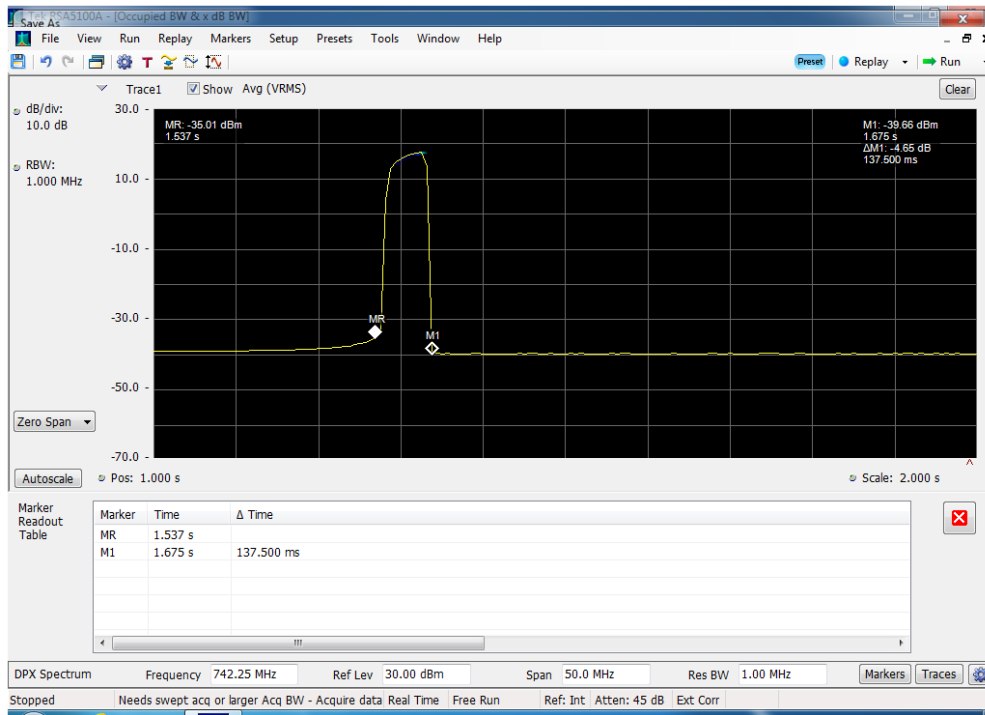 Tek RSA5100A - [Occupied BW & x dB BW]
Save As
File View Run Replay Markers Setup Presets Tools Window Help
T Preset Replay Run
Trace1 Show Avg (VRMS) Clear
dB/div:
10.0 dB
RBW:
1.000 MHz
30.0
10.0
-10.0
-30.0
-50.0
-70.0
MR: -35.01 dBm
1.537 s
M1: -39.66 dBm
1.675 s
ΔM1: -4.65 dB
137.500 ms
MR
M1
Zero Span
Autoscale Pos: 1.000 s Scale: 2.000 s
Marker
Readout
Table
Marker Time Δ Time
MR 1.537 s
M1 1.675 s 137.500 ms
DPX Spectrum Frequency 742.25 MHz Ref Lev 30.00 dBm Span 50.0 MHz Res BW 1.00 MHz Markers Traces
Stopped Needs swept acq or larger Acq BW - Acquire data Real Time Free Run Ref: Int Atten: 45 dB Ext Corr